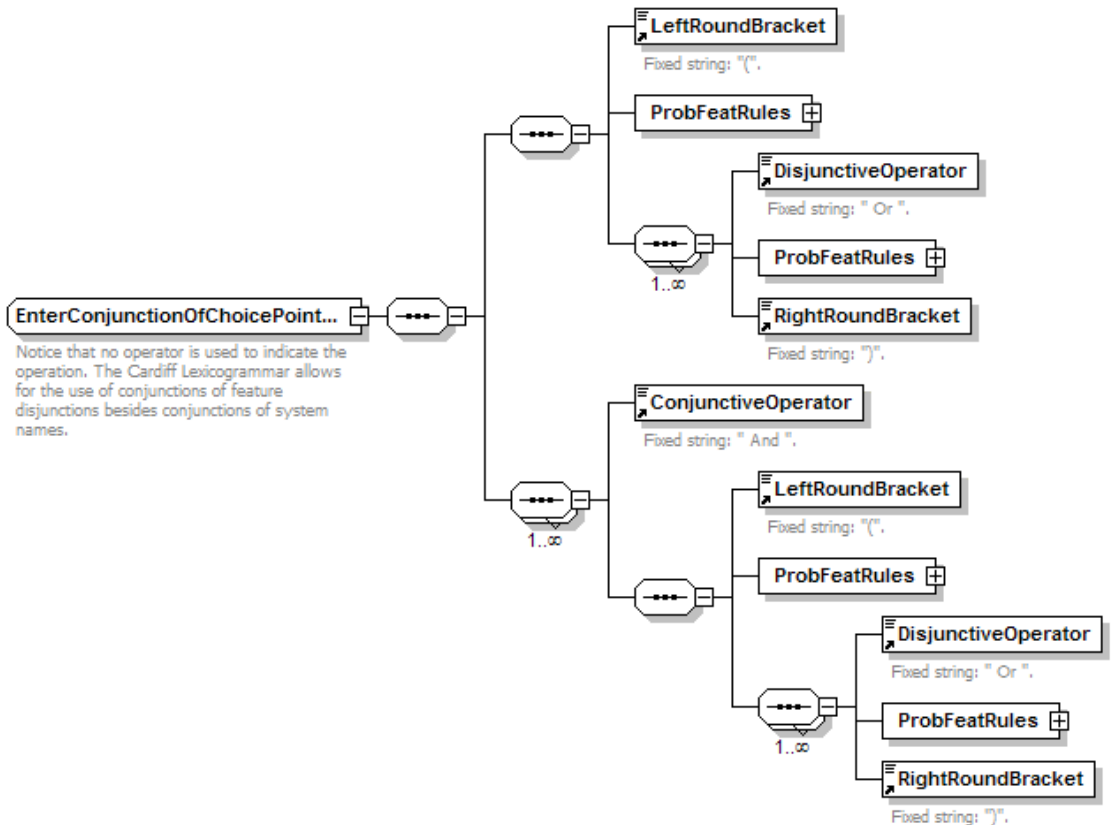 LeftRoundBracket
Fixed string: "(".
ProbFeatRules
DisjunctiveOperator
Fixed string: " Or ".
ProbFeatRules
1..∞
RightRoundBracket
Fixed string: ")".
EnterConjunctionOfChoicePoint...
Notice that no operator is used to indicate the
operation. The Cardiff Lexicogrammar allows
for the use of conjunctions of feature
disjunctions besides conjunctions of system
names.
ConjunctiveOperator
Fixed string: " And ".
1..∞
LeftRoundBracket
Fixed string: "(".
ProbFeatRules
DisjunctiveOperator
Fixed string: " Or ".
ProbFeatRules
1..∞
RightRoundBracket
Fixed string: ")".